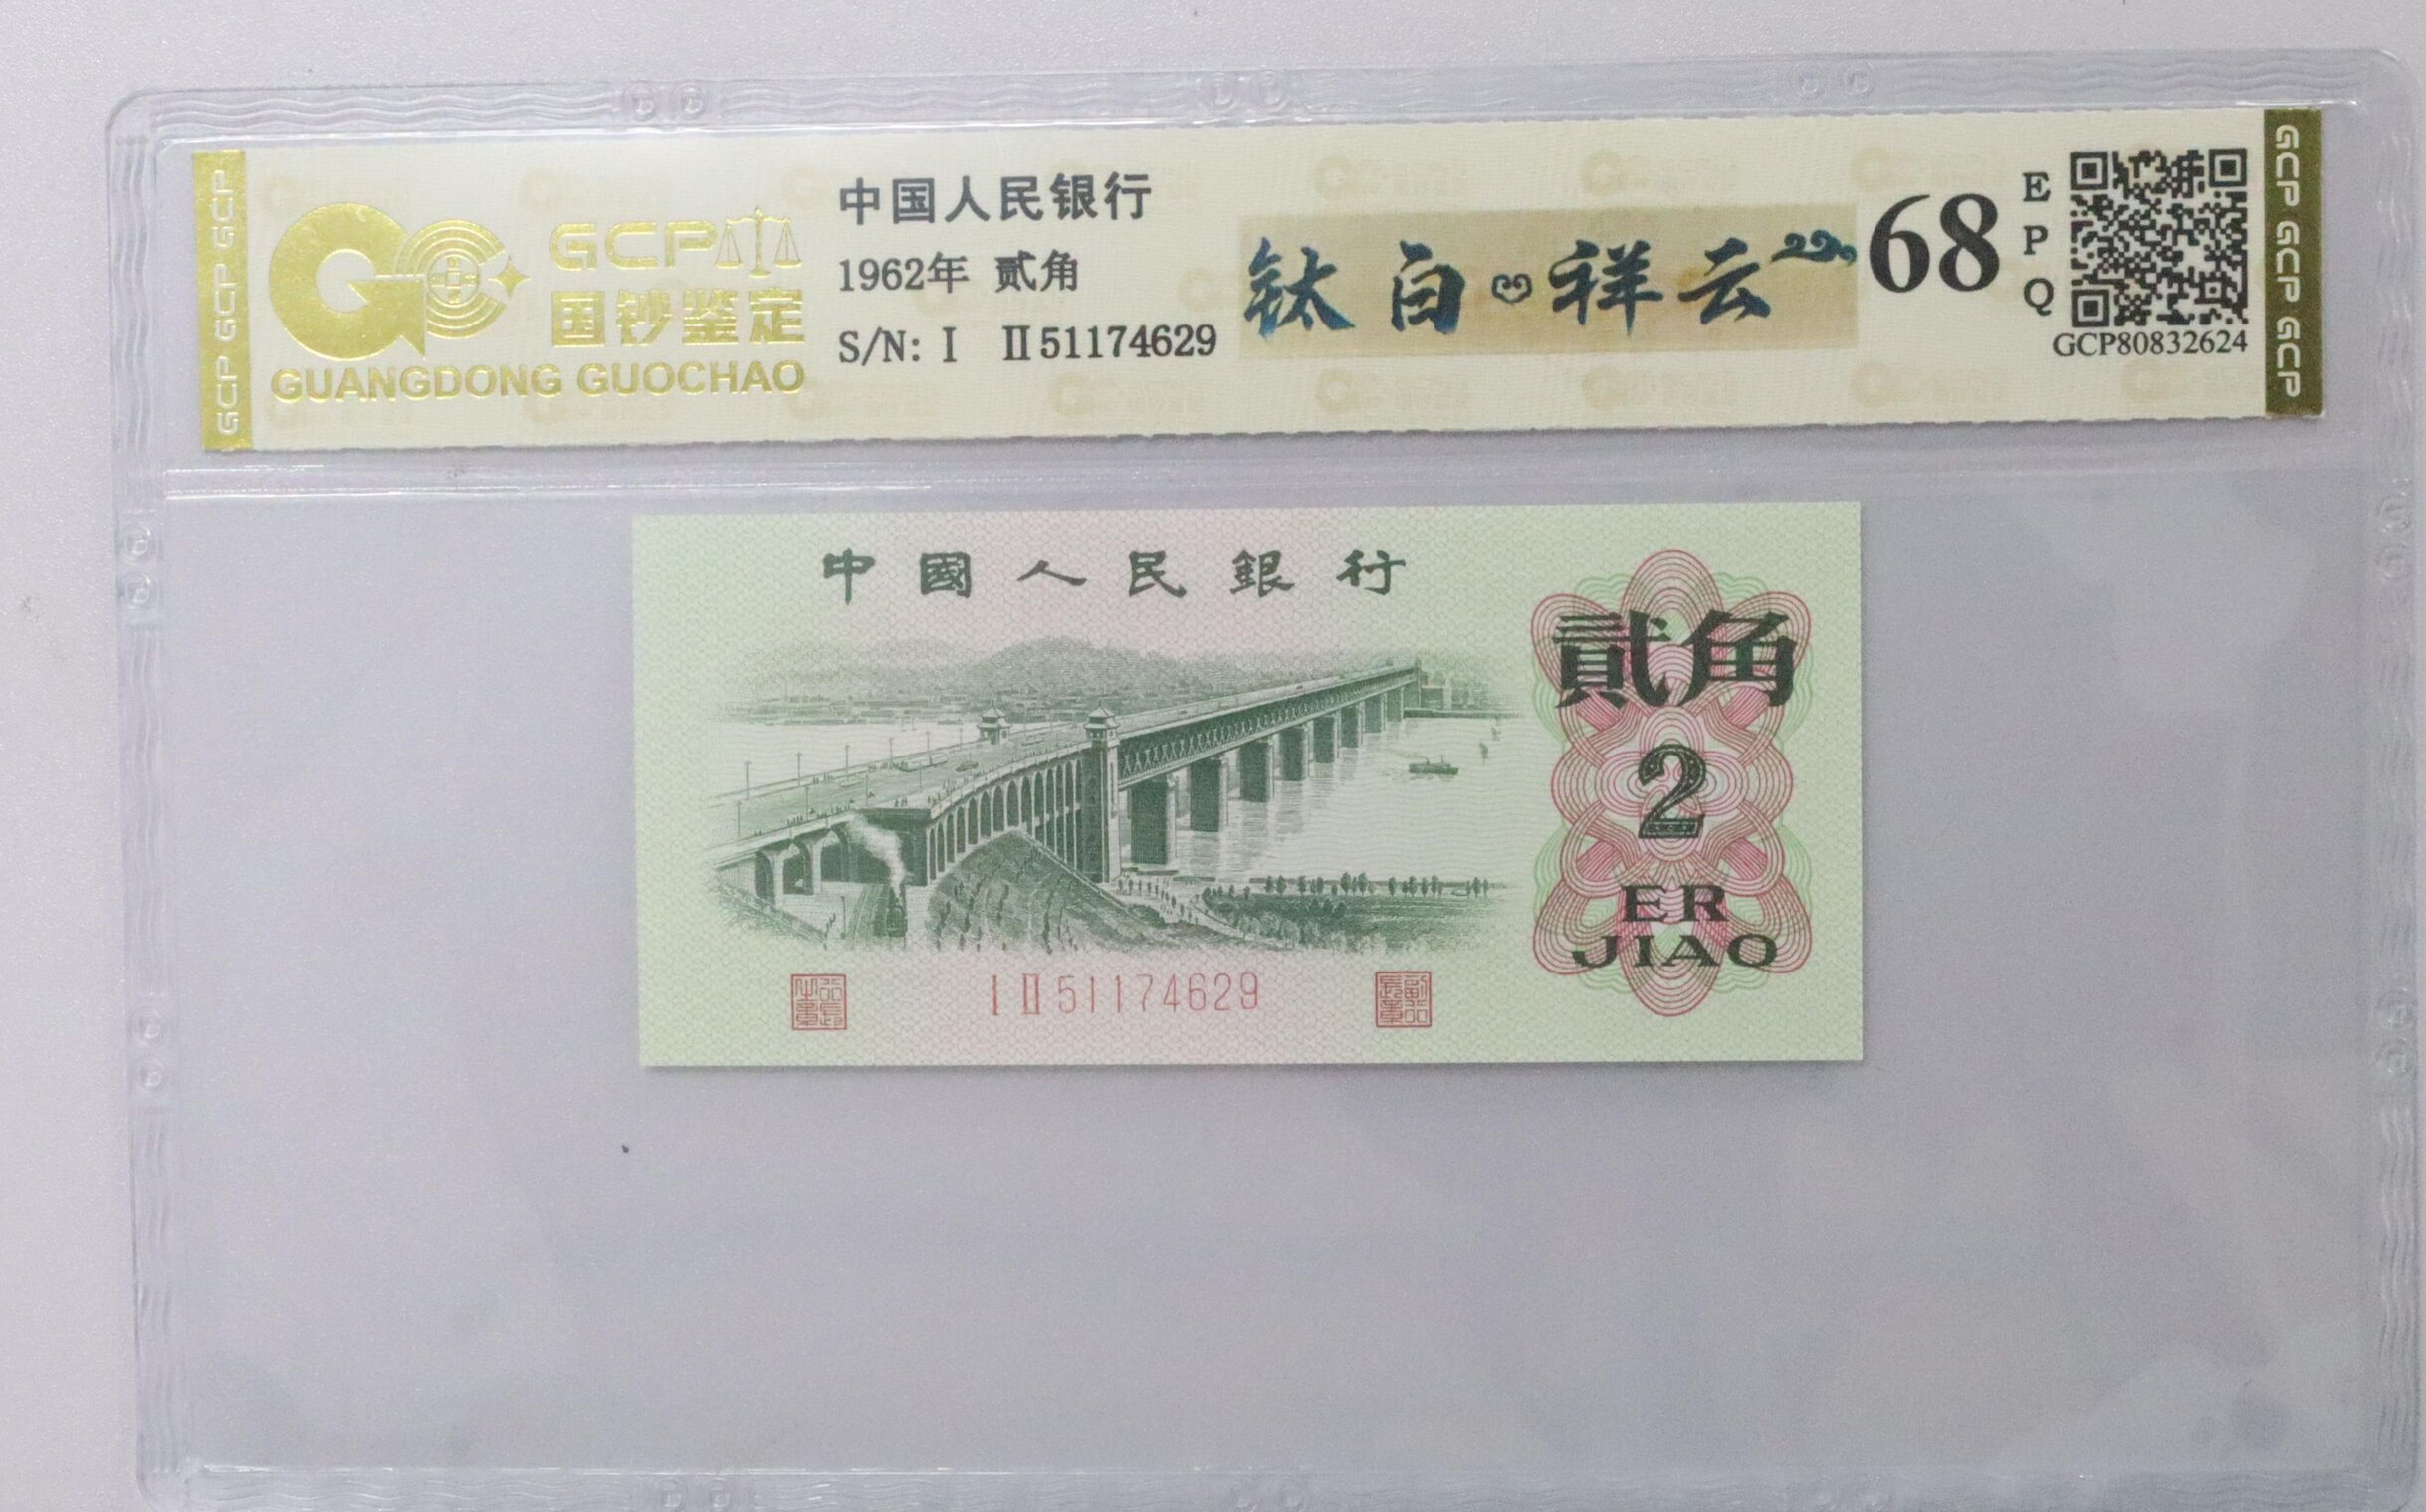 GCP GCP GCP
GCP
国钞鉴定
GUANGDONG GUOCHAO
中国人民银行
1962年 贰角
S/N: I II51174629
钛白祥云
68
E
P
Q
GCP80832624
GCP GCP GCP
中國人民銀行
貳角
2
ER
JIAO
I II 51174629